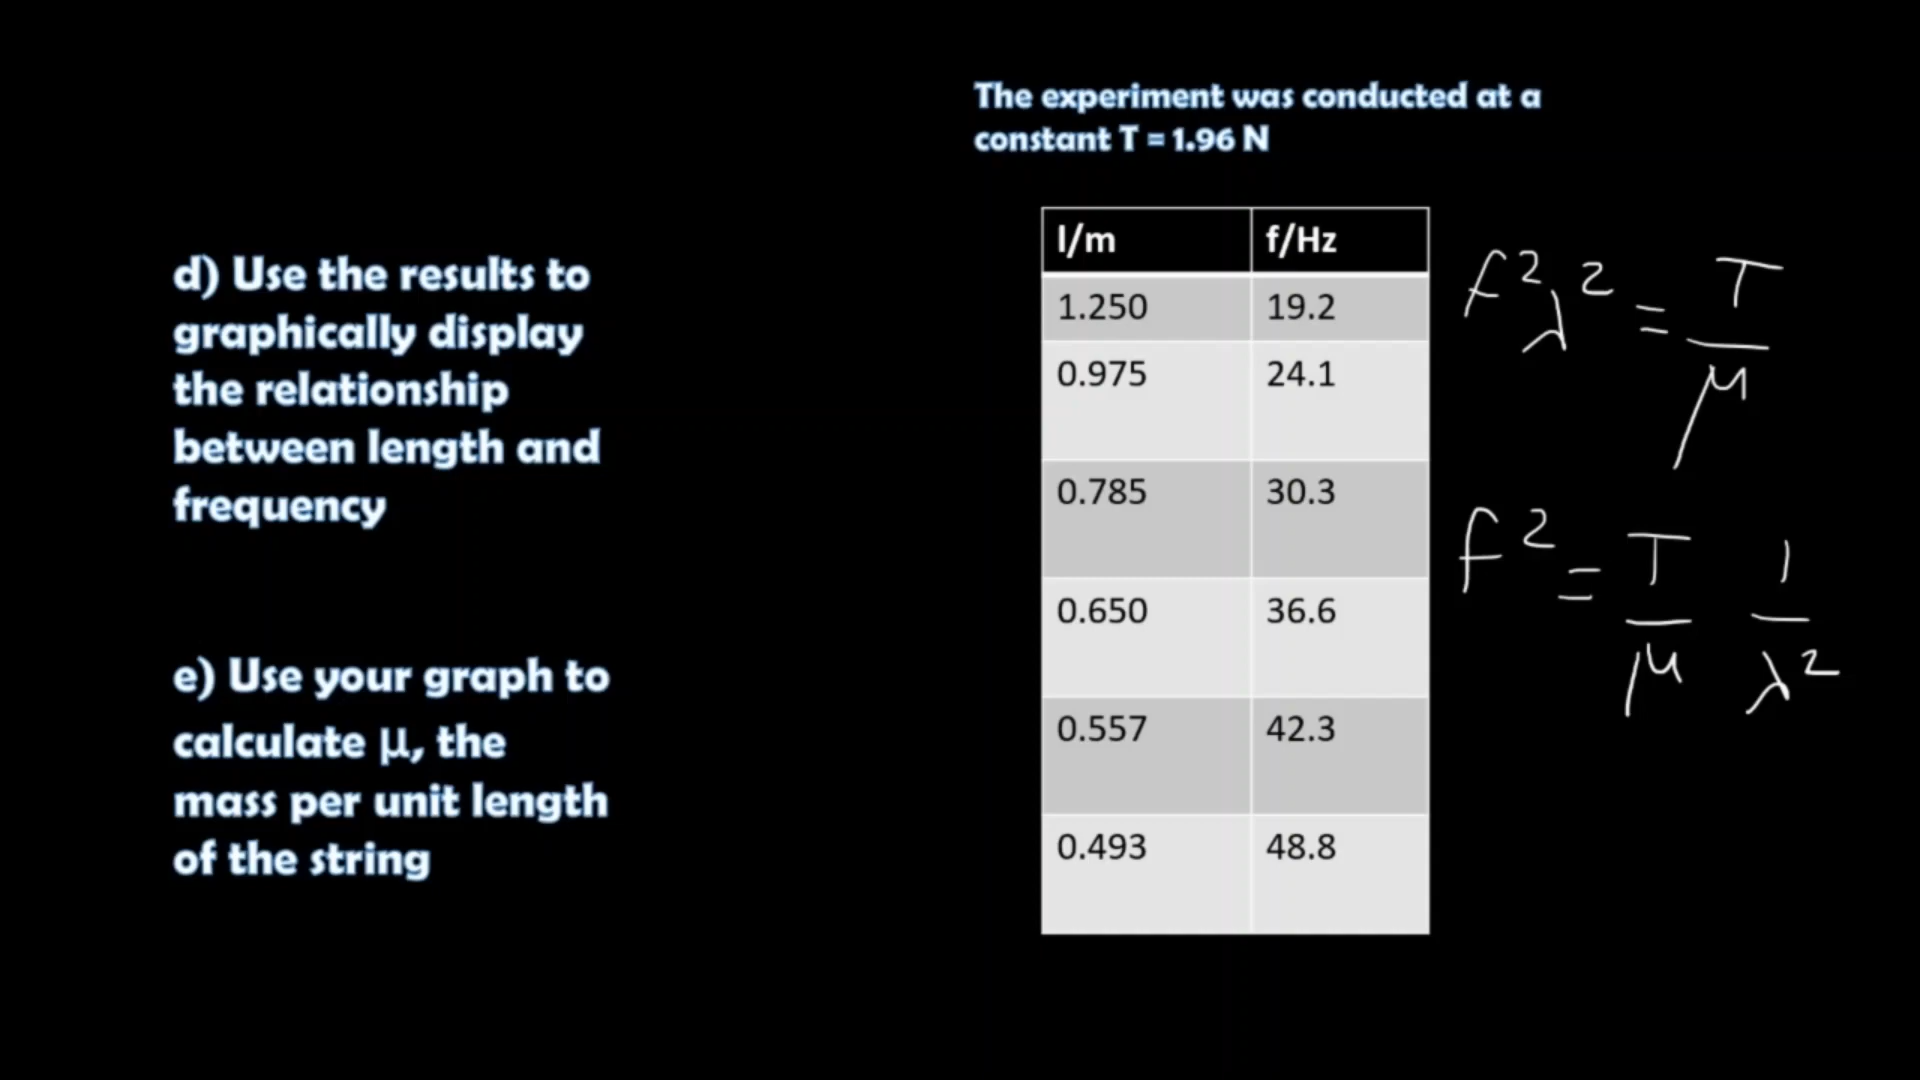 The experiment was conducted at a
constant T = 1.96 N
d) Use the results to
graphically display
the relationship
between length and
frequency
e) Use your graph to
calculate μ, the
mass per unit length
of the string
l/m f/Hz
1.250 19.2
0.975 24.1
0.785 30.3
0.650 36.6
0.557 42.3
0.493 48.8
f²λ² = T/μ
f² = T/μ 1/λ²